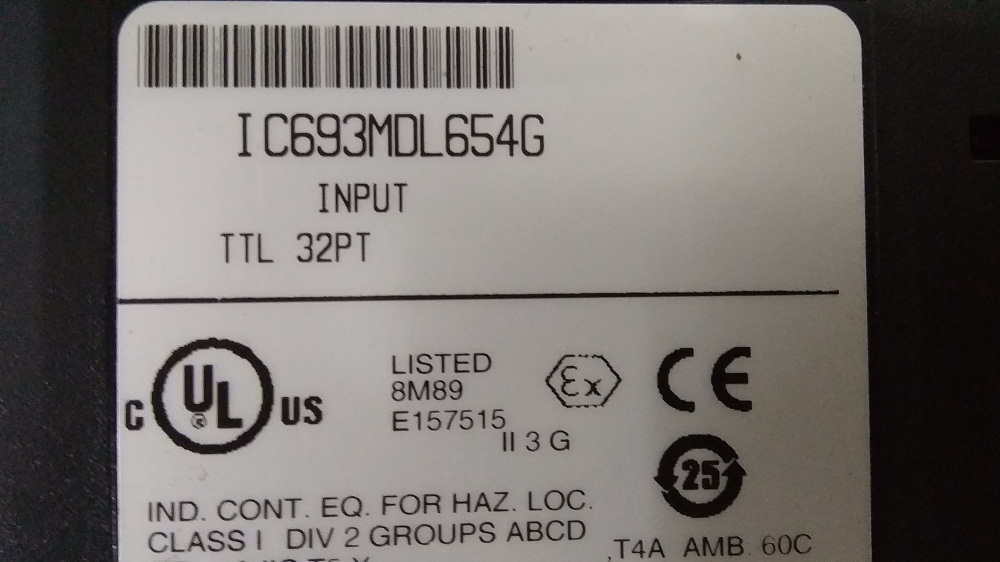 IC693MDL654G
INPUT
TTL 32PT
C UL® US
LISTED
8M89
E157515
II 3 G
Ex
CE
25
IND. CONT. EQ. FOR HAZ. LOC.
CLASS I DIV 2 GROUPS ABCD
,T4A AMB. 60C